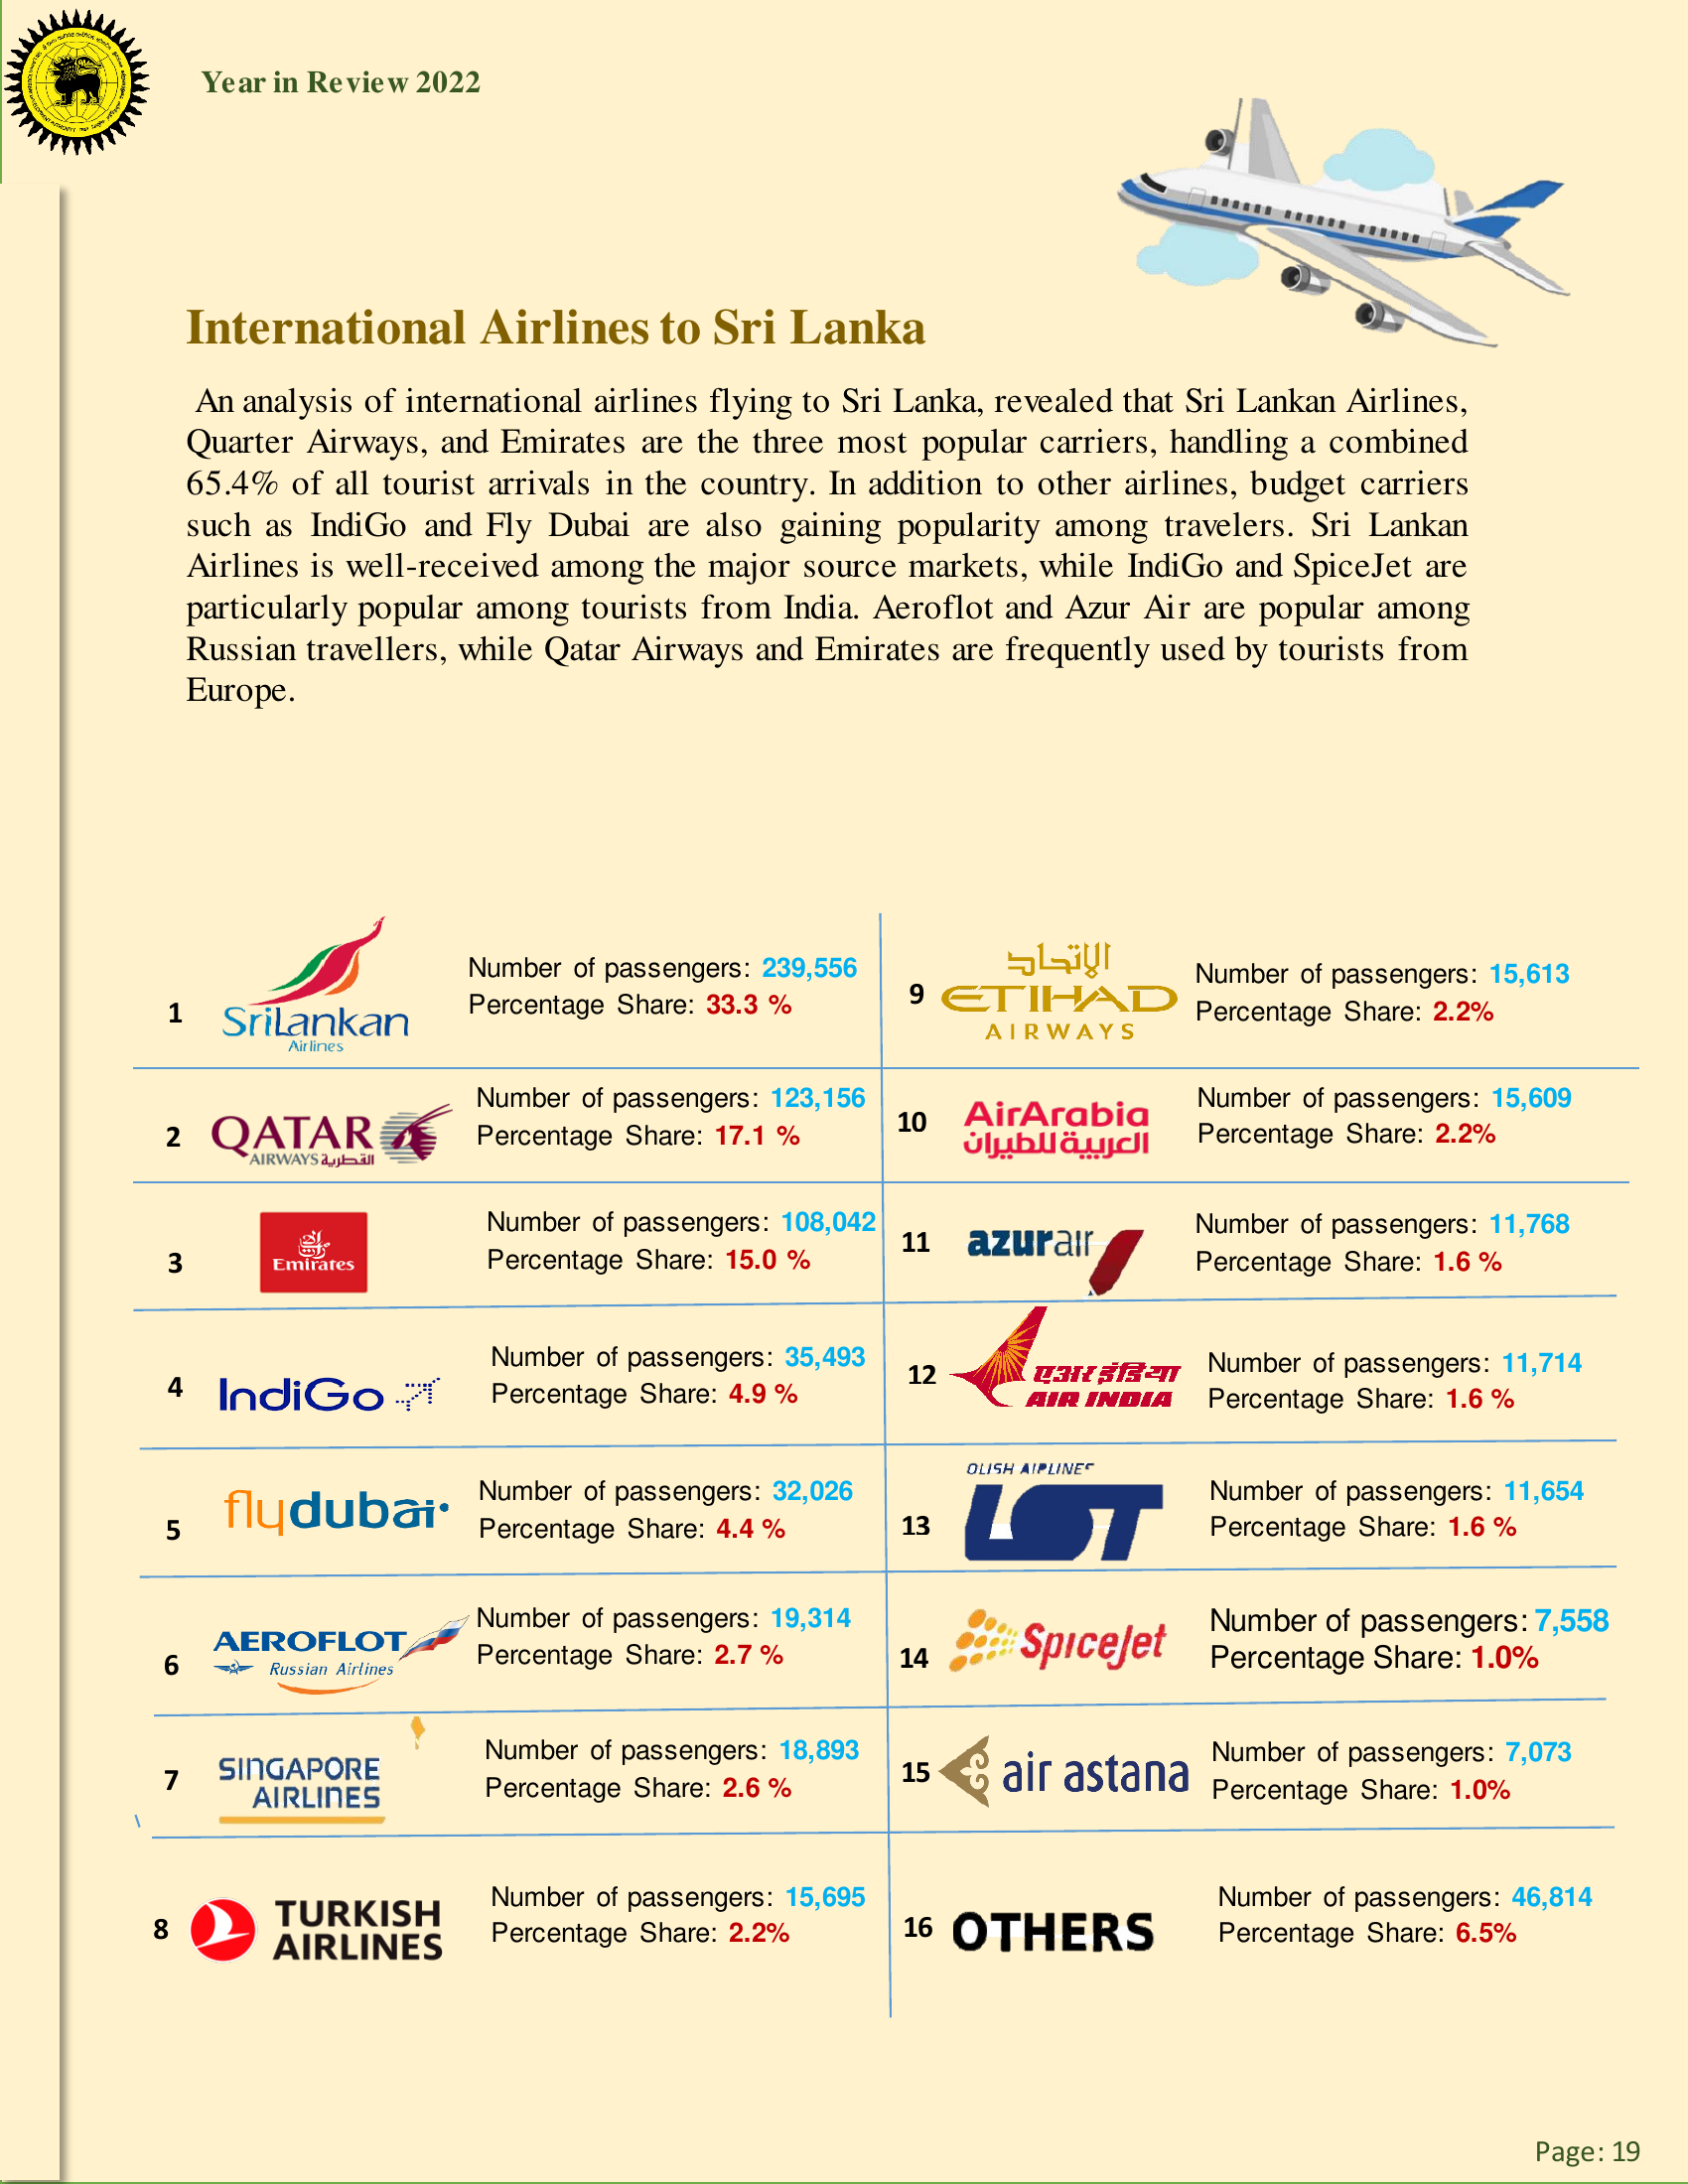 Year in Review 2022
International Airlines to Sri Lanka
An analysis of international airlines flying to Sri Lanka, revealed that Sri Lankan Airlines,
Quarter Airways, and Emirates are the three most popular carriers, handling a combined
65.4% of all tourist arrivals in the country. In addition to other airlines, budget carriers
such as IndiGo and Fly Dubai are also gaining popularity among travelers. Sri Lankan
Airlines is well-received among the major source markets, while IndiGo and SpiceJet are
particularly popular among tourists from India. Aeroflot and Azur Air are popular among
Russian travellers, while Qatar Airways and Emirates are frequently used by tourists from
Europe.
1
SriLankan
Airlines
Number of passengers: 239,556
Percentage Share: 33.3 %
2
QATAR
AIRWAYS القطرية
Number of passengers: 123,156
Percentage Share: 17.1 %
3
Emirates
Number of passengers: 108,042
Percentage Share: 15.0 %
4
IndiGo
Number of passengers: 35,493
Percentage Share: 4.9 %
5
flydubai
Number of passengers: 32,026
Percentage Share: 4.4 %
6
AEROFLOT
Russian Airlines
Number of passengers: 19,314
Percentage Share: 2.7 %
7
SINGAPORE
AIRLINES
Number of passengers: 18,893
Percentage Share: 2.6 %
8
TURKISH
AIRLINES
Number of passengers: 15,695
Percentage Share: 2.2%
9
الإتحاد
ETIHAD
AIRWAYS
Number of passengers: 15,613
Percentage Share: 2.2%
10
AirArabia
العربية للطيران
Number of passengers: 15,609
Percentage Share: 2.2%
11
azurair
Number of passengers: 11,768
Percentage Share: 1.6 %
12
एअर इंडिया
AIR INDIA
Number of passengers: 11,714
Percentage Share: 1.6 %
13
OLISH AIRLINES
LOT
Number of passengers: 11,654
Percentage Share: 1.6 %
14
SpiceJet
Number of passengers: 7,558
Percentage Share: 1.0%
15
air astana
Number of passengers: 7,073
Percentage Share: 1.0%
16
OTHERS
Number of passengers: 46,814
Percentage Share: 6.5%
Page: 19